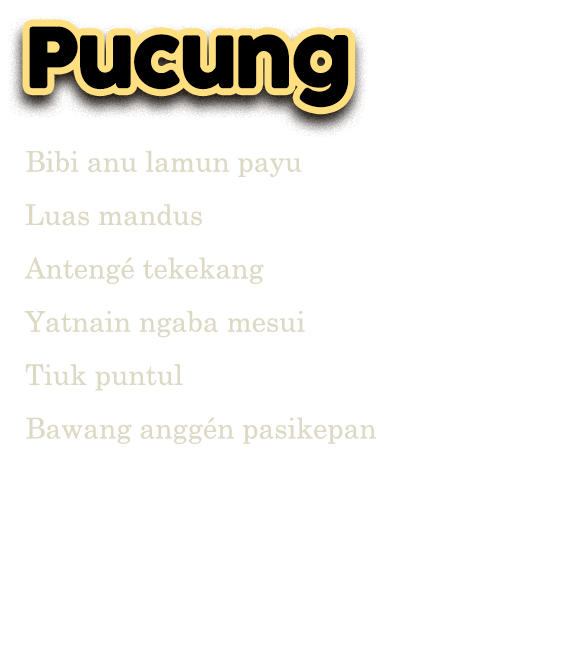 Pucung
Bibi anu lamun payu
Luas mandus
Antengé tekekang
Yatnain ngaba mesui
Tiuk puntul
Bawang anggén pasikepan